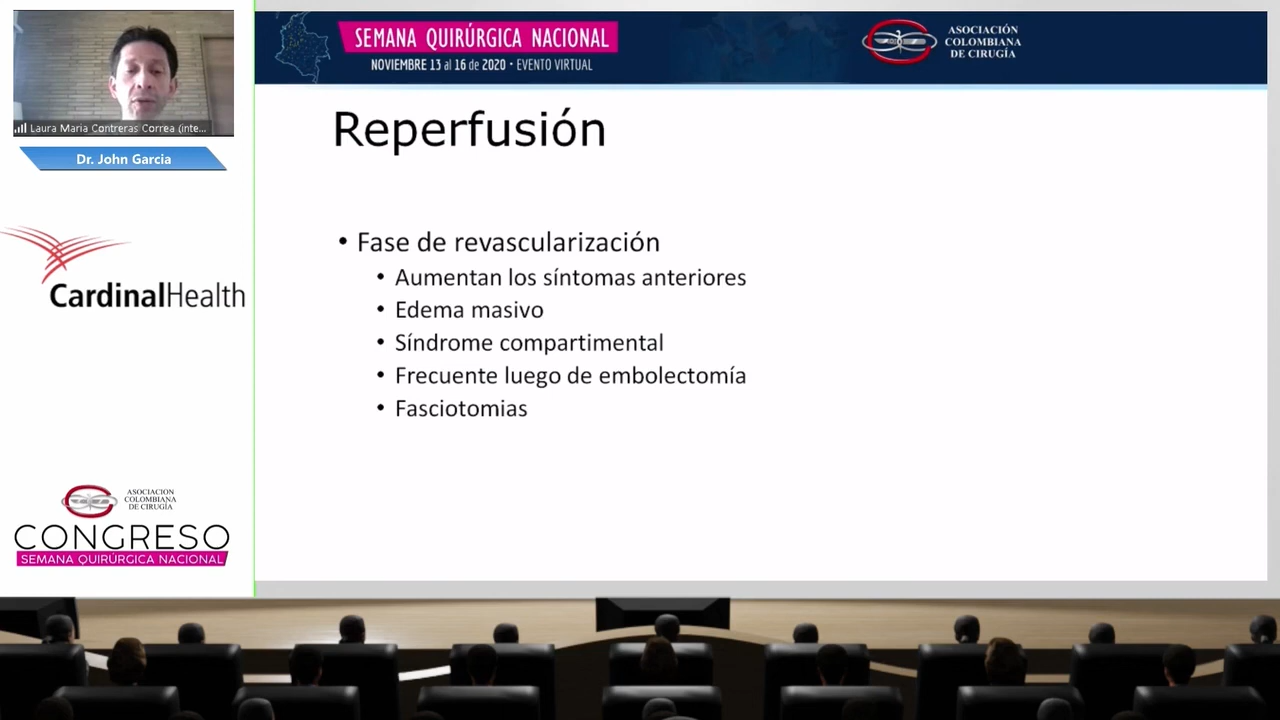 Laura Maria Contreras Correa (inte...
Dr. John Garcia
CardinalHealth
ASOCIACION
COLOMBIANA
DE CIRUGÍA
CONGRESO
SEMANA QUIRÚRGICA NACIONAL
SEMANA QUIRÚRGICA NACIONAL
NOVIEMBRE 13 al 16 de 2020 • EVENTO VIRTUAL
ASOCIACIÓN
COLOMBIANA
DE CIRUGÍA
Reperfusión
• Fase de revascularización
• Aumentan los síntomas anteriores
• Edema masivo
• Síndrome compartimental
• Frecuente luego de embolectomía
• Fasciotomias